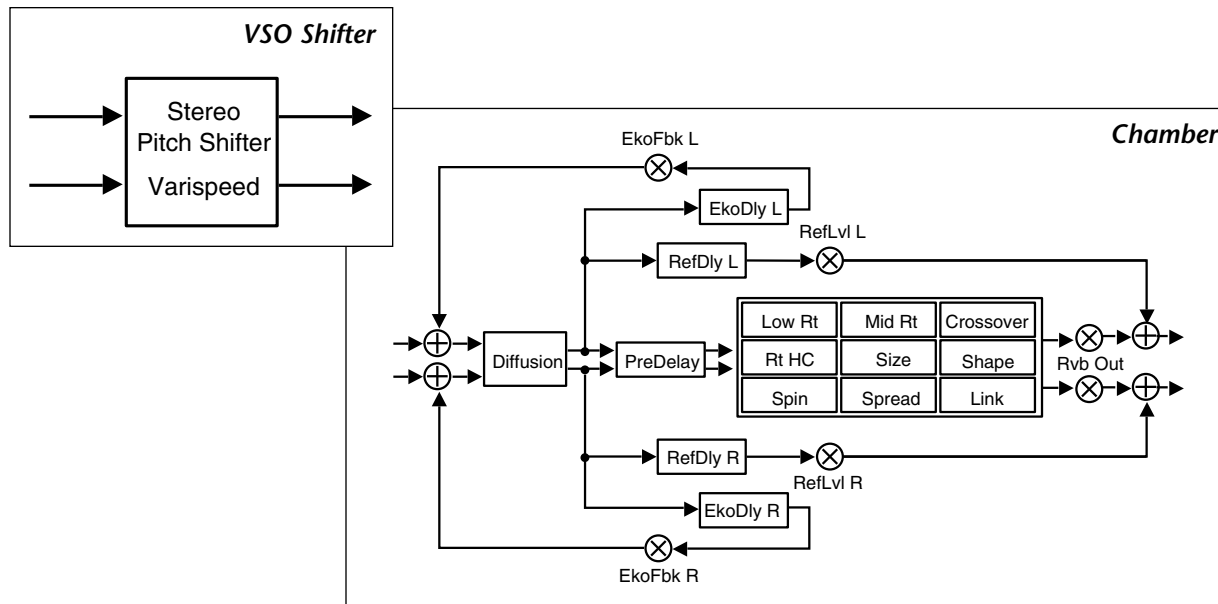 VSO Shifter
Stereo
Pitch Shifter
Varispeed
Chamber
EkoFbk L
EkoDly L
RefLvl L
RefDly L
Low Rt
Mid Rt
Crossover
Diffusion
PreDelay
Rt HC
Size
Shape
Rvb Out
Spin
Spread
Link
RefDly R
RefLvl R
EkoDly R
EkoFbk R